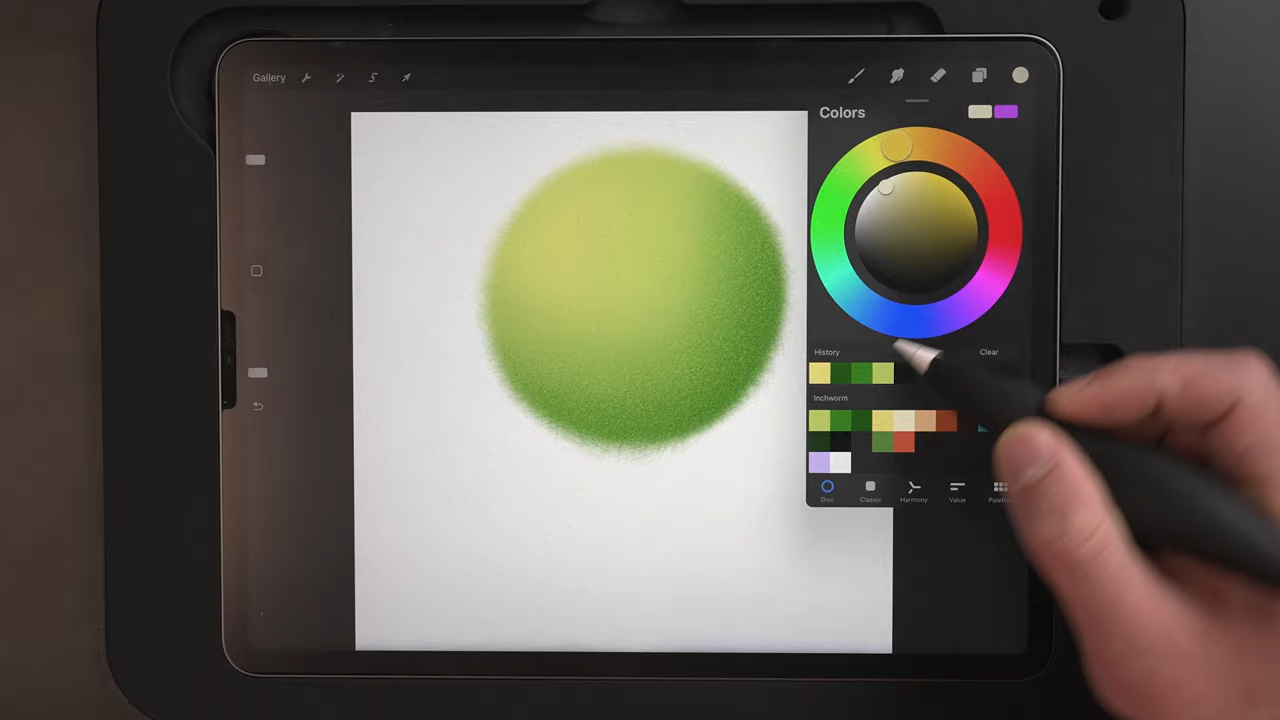 Gallery
Colors
History Clear
Inchworm
Disc Classic Harmony Value